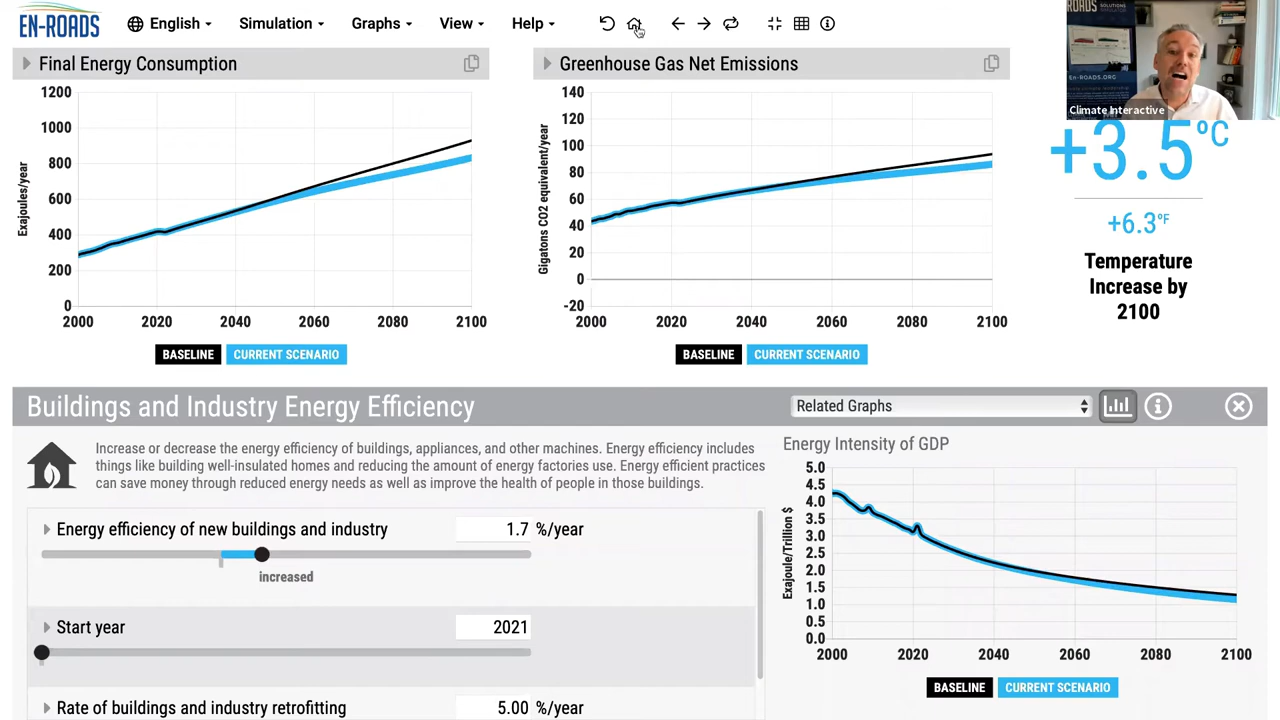 EN-ROADS
English
Simulation
Graphs
View
Help
Final Energy Consumption
1200
1000
800
600
400
200
0
Exajoules/year
2000 2020 2040 2060 2080 2100
BASELINE CURRENT SCENARIO
Greenhouse Gas Net Emissions
140
120
100
80
60
40
20
0
-20
Gigatons CO2 equivalent/year
2000 2020 2040 2060 2080 2100
BASELINE CURRENT SCENARIO
EN-ROADS.ORG
Climate Interactive
+3.5°C
+6.3°F
Temperature
Increase by
2100
Buildings and Industry Energy Efficiency
Related Graphs
Increase or decrease the energy efficiency of buildings, appliances, and other machines. Energy efficiency includes
things like building well-insulated homes and reducing the amount of energy factories use. Energy efficient practices
can save money through reduced energy needs as well as improve the health of people in those buildings.
Energy efficiency of new buildings and industry 1.7 %/year
increased
Start year 2021
Rate of buildings and industry retrofitting 5.00 %/year
Energy Intensity of GDP
5.0
4.5
4.0
3.5
3.0
2.5
2.0
1.5
1.0
0.5
0.0
Exajoule/Trillion $
2000 2020 2040 2060 2080 2100
BASELINE CURRENT SCENARIO